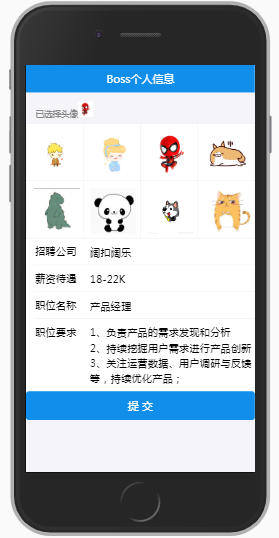 Boss个人信息
已选择头像
招聘公司 阔扣阔乐
薪资待遇 18-22K
职位名称 产品经理
职位要求 1、负责产品的需求发现和分析
2、持续挖掘用户需求进行产品创新
3、关注运营数据、用户调研与反馈
等，持续优化产品；
提 交